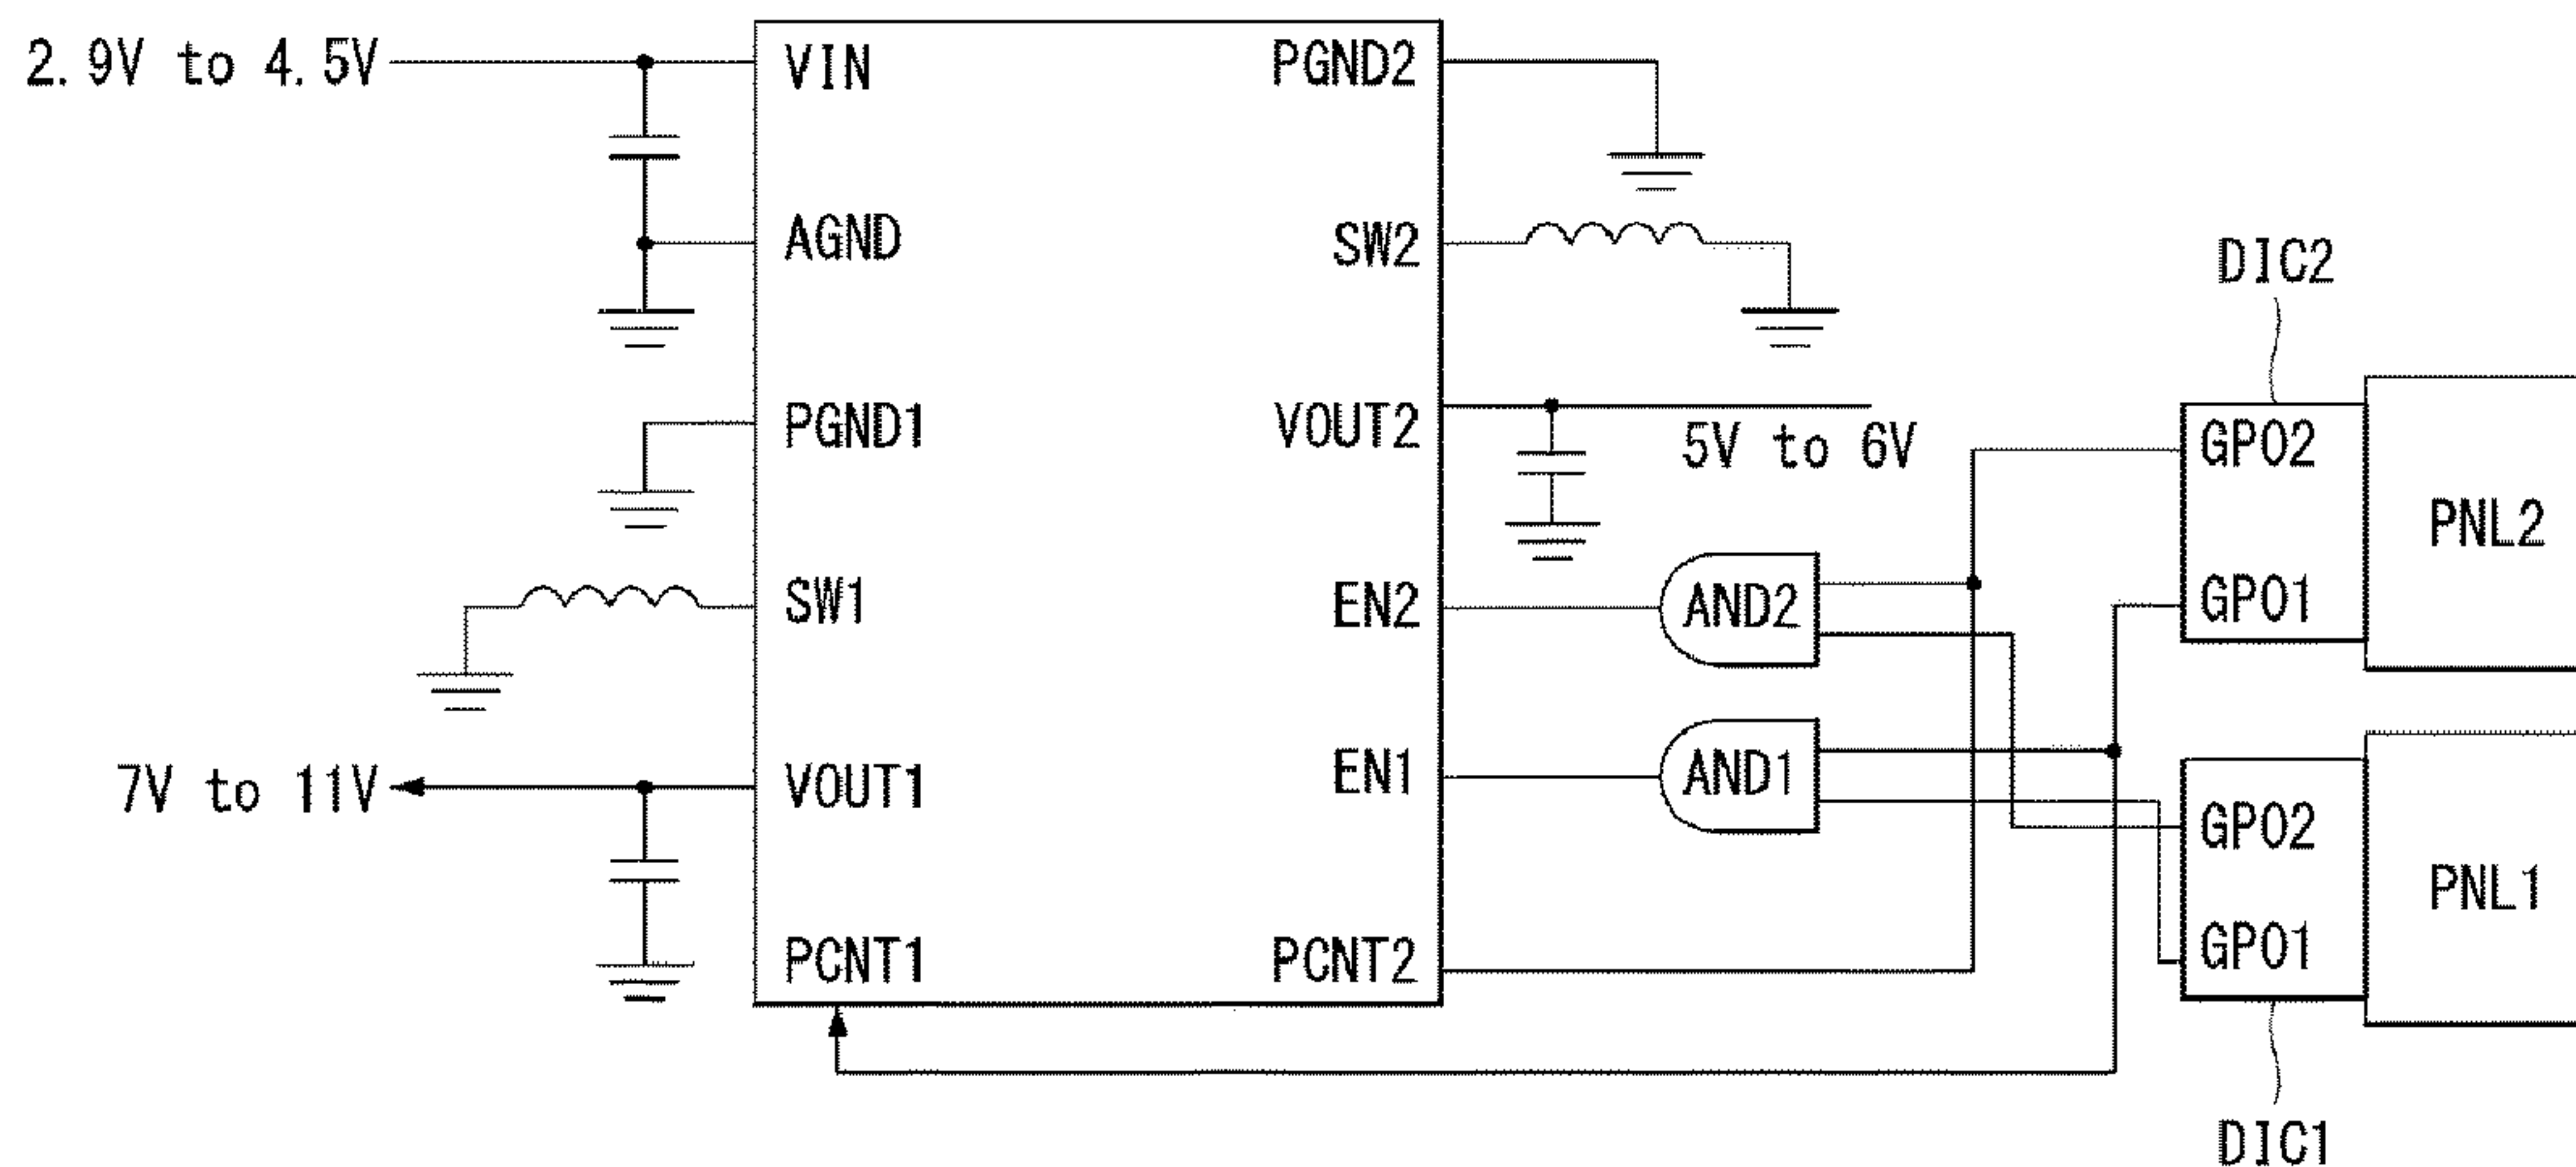 2.9V to 4.5V
VIN
PGND2
AGND
SW2
DIC2
PGND1
VOUT2
5V to 6V
GPO2
PNL2
SW1
EN2
AND2
GPO1
7V to 11V
VOUT1
EN1
AND1
GPO2
PNL1
PCNT1
PCNT2
GPO1
DIC1